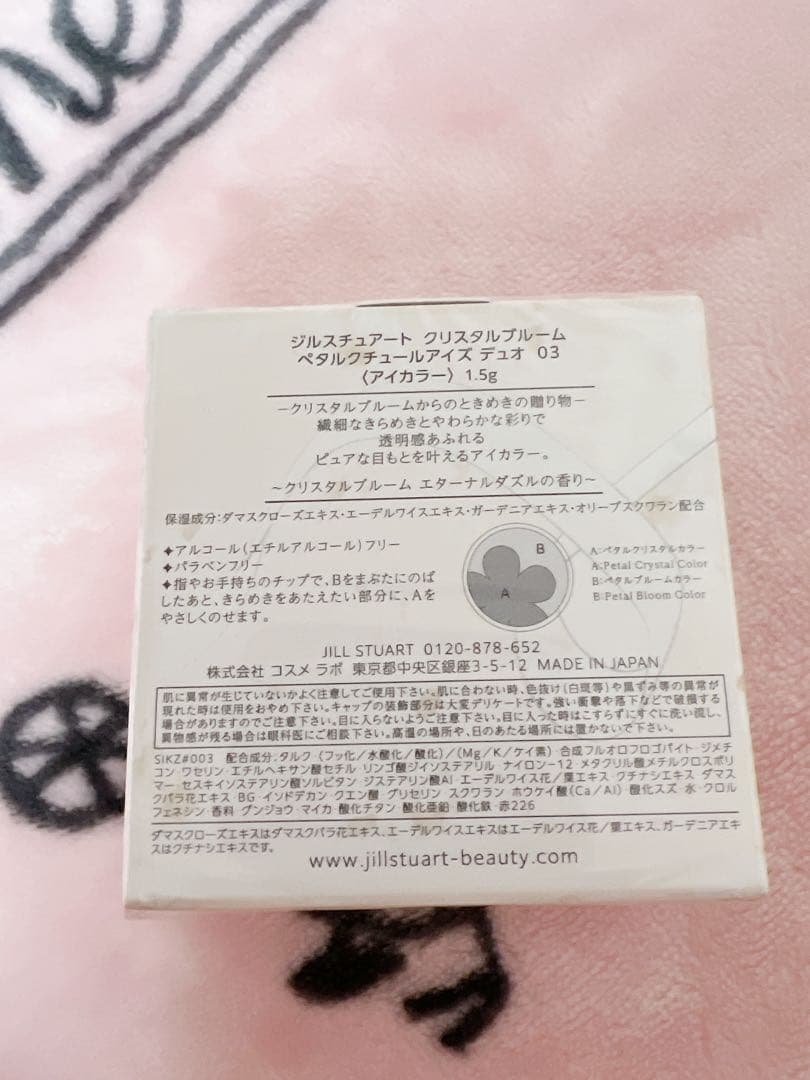 ne
ジルスチュアート クリスタルブルーム
ペタルクチュールアイズ デュオ 03
〈アイカラー〉1.5g
－クリスタルブルームからのときめきの贈り物－
繊細なきらめきとやわらかな彩りで
透明感あふれる
ピュアな目もとを叶えるアイカラー。
～クリスタルブルーム エターナルダズルの香り～
保湿成分：ダマスクローズエキス・エーデルワイスエキス・ガーデニアエキス・オリーブスクワラン配合
✦アルコール（エチルアルコール）フリー
✦パラベンフリー
✦指やお手持ちのチップで、Bをまぶたにのば
したあと、きらめきをあたえたい部分に、Aを
やさしくのせます。
B
A
A:ペタルクリスタルカラー
A:Petal Crystal Color
B:ペタルブルームカラー
B:Petal Bloom Color
JILL STUART 0120-878-652
株式会社 コスメ ラボ 東京都中央区銀座3-5-12 MADE IN JAPAN
肌に異常が生じていないかよく注意してご使用下さい。肌に合わない時、色抜け（白斑等）や黒ずみ等の異常が
現れた時は使用をおやめ下さい。キャップの装飾部分は大変デリケートです。強い衝撃や落下などで破損する
場合がありますのでご注意下さい。目に入らないようご注意下さい。目に入った時はこすらずにすぐに洗い流し、
異物感が残る場合は眼科医にご相談下さい。高温の場所や、日のあたる場所には置かないで下さい。
SIKZ#003 配合成分：タルク・（フッ化／水酸化／酸化）／（Mg／K／ケイ素）・合成フルオロフロゴパイト・ジメチ
コン・ワセリン・エチルヘキサン酸セチル・リンゴ酸ジイソステアリル・ナイロン-12・メタクリル酸メチルクロスポリ
マー・セスキイソステアリン酸ソルビタン・ジステアリン酸Al・エーデルワイス花／葉エキス・クチナシエキス・ダマス
クバラ花エキス・BG・イソドデカン・クエン酸・グリセリン・スクワラン・ホウケイ酸（Ca／Al）・酸化スズ・水・クロル
フェネシン・香料・グンジョウ・マイカ・酸化チタン・酸化亜鉛・酸化鉄・赤226
ダマスクローズエキスはダマスクバラ花エキス、エーデルワイスエキスはエーデルワイス花／葉エキス、ガーデニアエキ
スはクチナシエキスです。
www.jillstuart-beauty.com